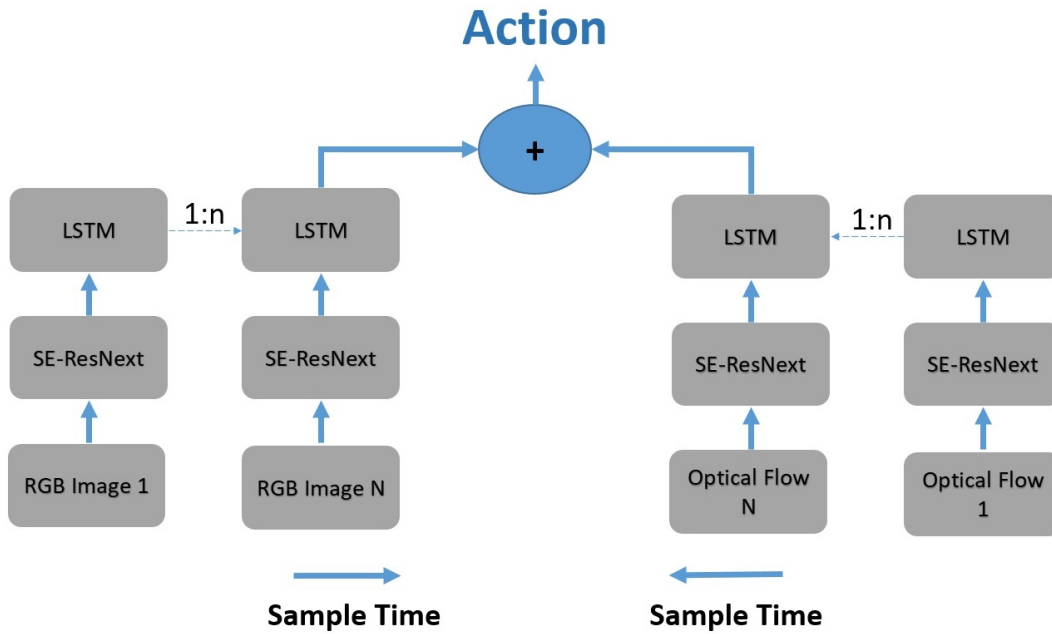 Action
+
LSTM
1:n
LSTM
LSTM
1:n
LSTM
SE-ResNext
SE-ResNext
SE-ResNext
SE-ResNext
RGB Image 1
RGB Image N
Optical Flow
N
Optical Flow
1
Sample Time
Sample Time